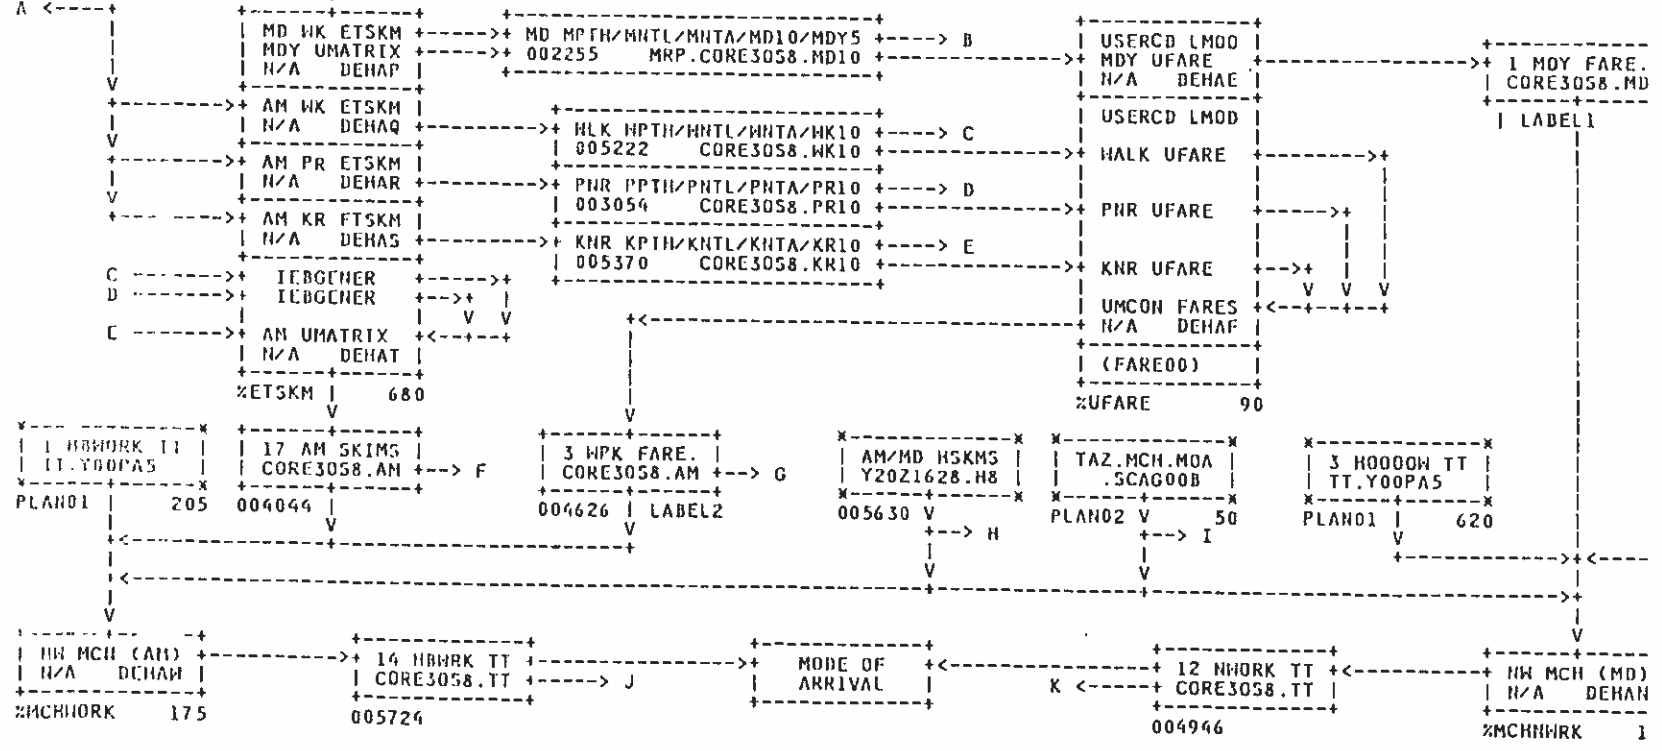 A
MD WK ETSKM
MDY UMATRIX
N/A DEHAP
MD MPTH/MNTL/MNTA/MD10/MDY5
002255 MRP.CORE3058.MD10
B
USERCD LMOD
MDY UFARE
N/A DEHAE
1 MDY FARE.
CORE3058.MD
LABEL1
AM WK ETSKM
N/A DEHAQ
WLK WPTH/WNTL/WNTA/WK10
005222 CORE3058.WK10
C
USERCD LMOD
WALK UFARE
AM PR ETSKM
N/A DEHAR
PNR PPTH/PNTL/PNTA/PR10
003054 CORE3058.PR10
D
PNR UFARE
AM KR ETSKM
N/A DEHAS
KNR KPTH/KNTL/KNTA/KR10
005370 CORE3058.KR10
E
KNR UFARE
C
IEBGENER
D
IEBGENER
UMCON FARES
N/A DEHAF
E
AM UMATRIX
N/A DEHAT
(FARE00)
%ETSKM 680
%UFARE 90
1 HBWORK TT
TT.Y00PA5
PLAN01 205
17 AM SKIMS
CORE3058.AM
F
004044
3 WPK FARE.
CORE3058.AM
G
004626 LABEL2
AM/MD HSKMS
Y20Z1628.H8
005630
H
TAZ.MCH.MOA
.SCAG00B
PLAN02 50
I
3 HOOOOW TT
TT.Y00PA5
PLAN01 620
HW MCH (AM)
N/A DEHAW
%MCHWORK 175
14 HBWRK TT
CORE3058.TT
J
005724
MODE OF
ARRIVAL
K
12 NWORK TT
CORE3058.TT
004946
NW MCH (MD)
N/A DEHAN
%MCHNWRK 1